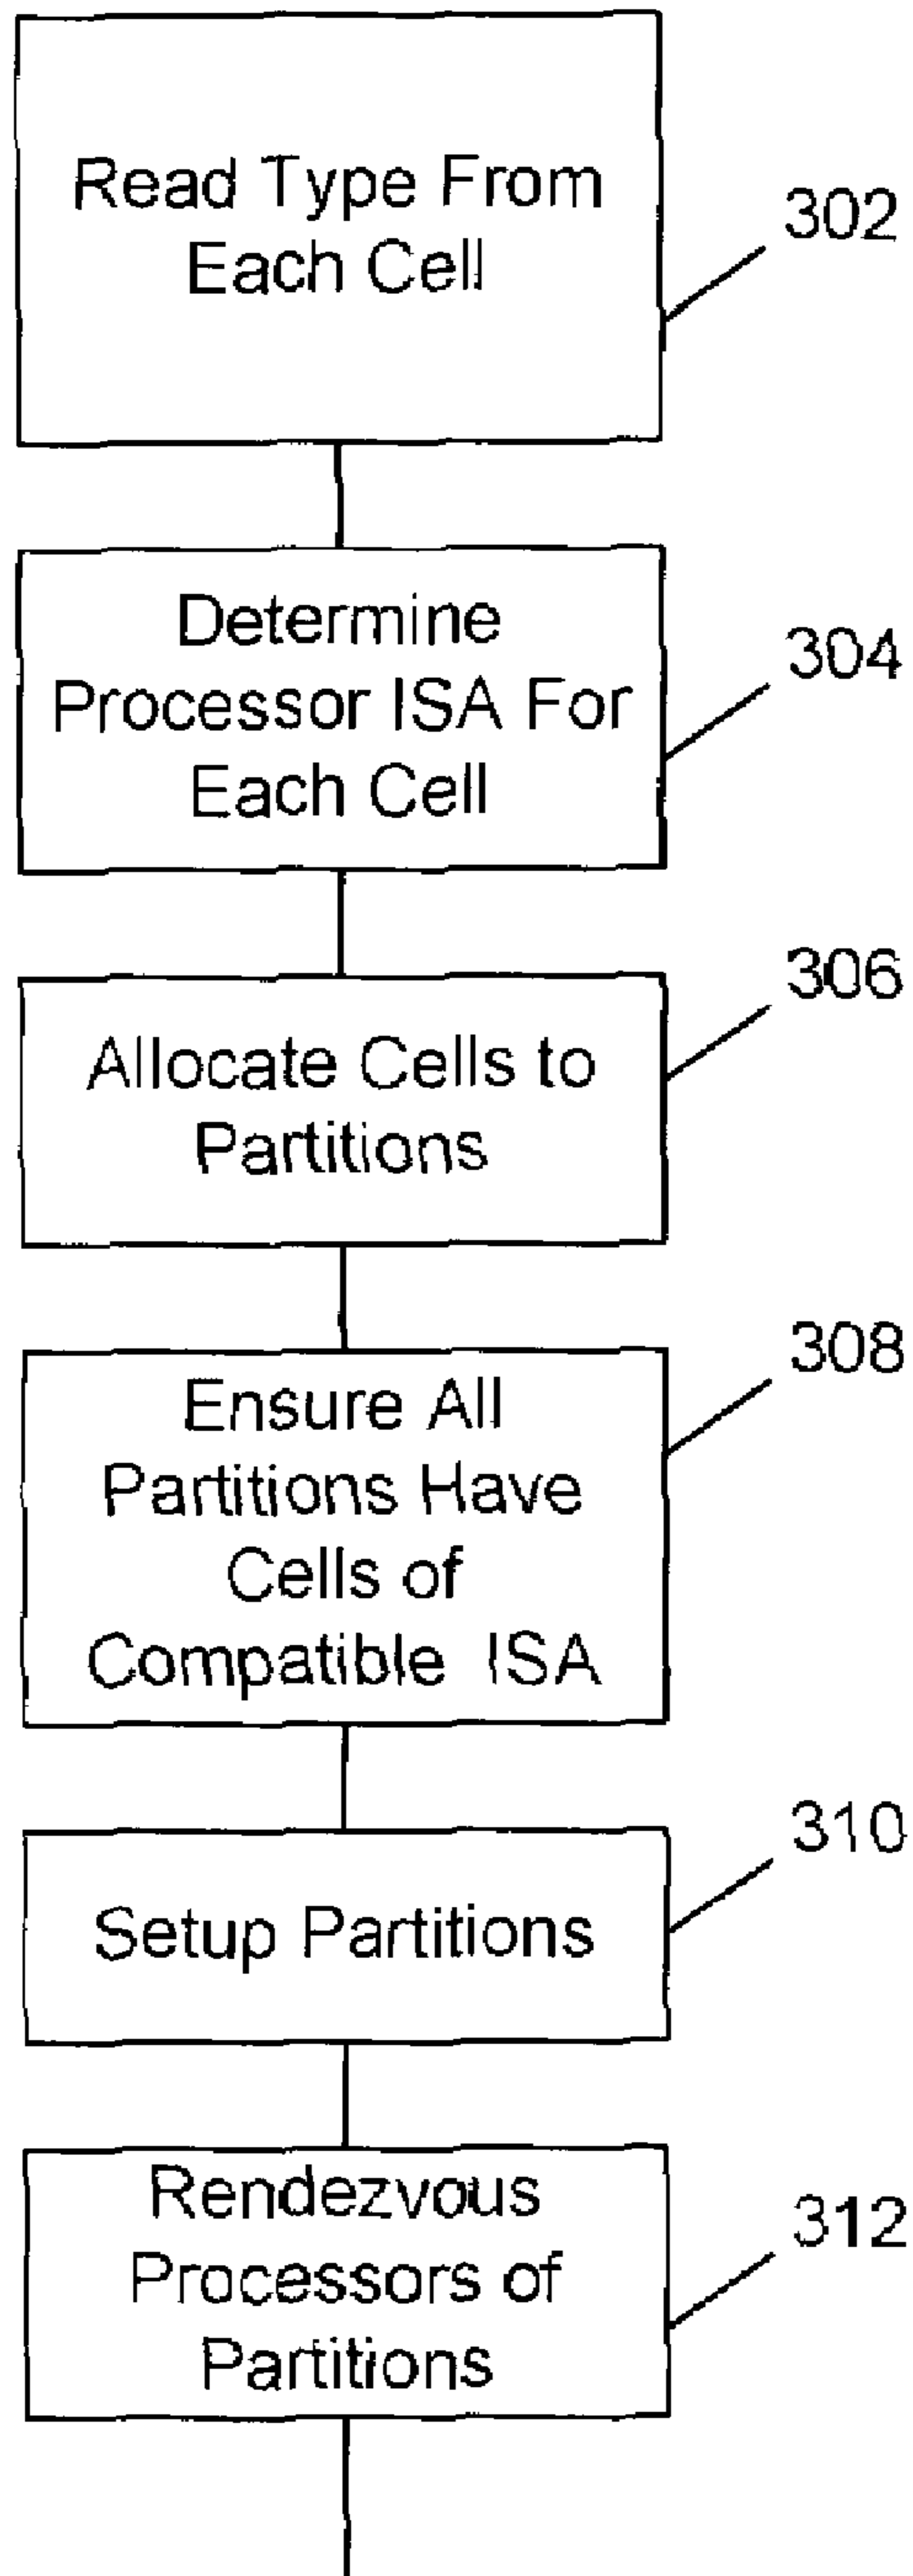 Read Type From
Each Cell
302
Determine
Processor ISA For
Each Cell
304
Allocate Cells to
Partitions
306
Ensure All
Partitions Have
Cells of
Compatible ISA
308
Setup Partitions
310
Rendezvous
Processors of
Partitions
312